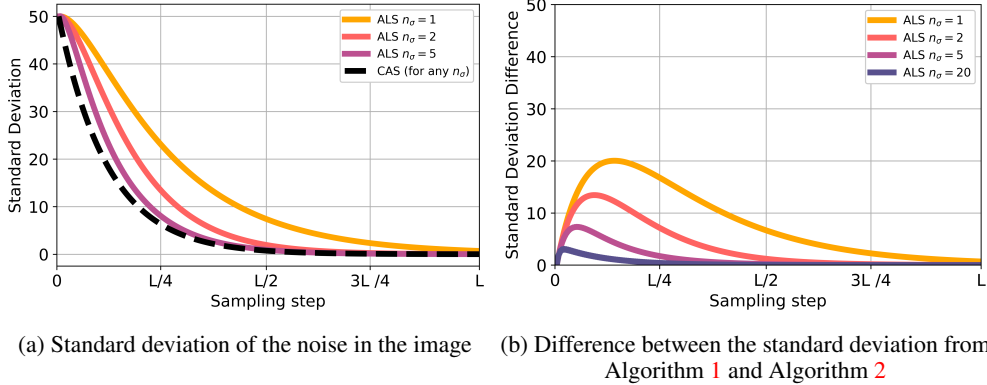 50
40
30
20
10
0
Standard Deviation
ALS nσ = 1
ALS nσ = 2
ALS nσ = 5
CAS (for any nσ)
0 L/4 L/2 3L /4 L
Sampling step
(a) Standard deviation of the noise in the image
50
40
30
20
10
0
Standard Deviation Difference
ALS nσ = 1
ALS nσ = 2
ALS nσ = 5
ALS nσ = 20
0 L/4 L/2 3L /4 L
Sampling step
(b) Difference between the standard deviation from
Algorithm 1 and Algorithm 2